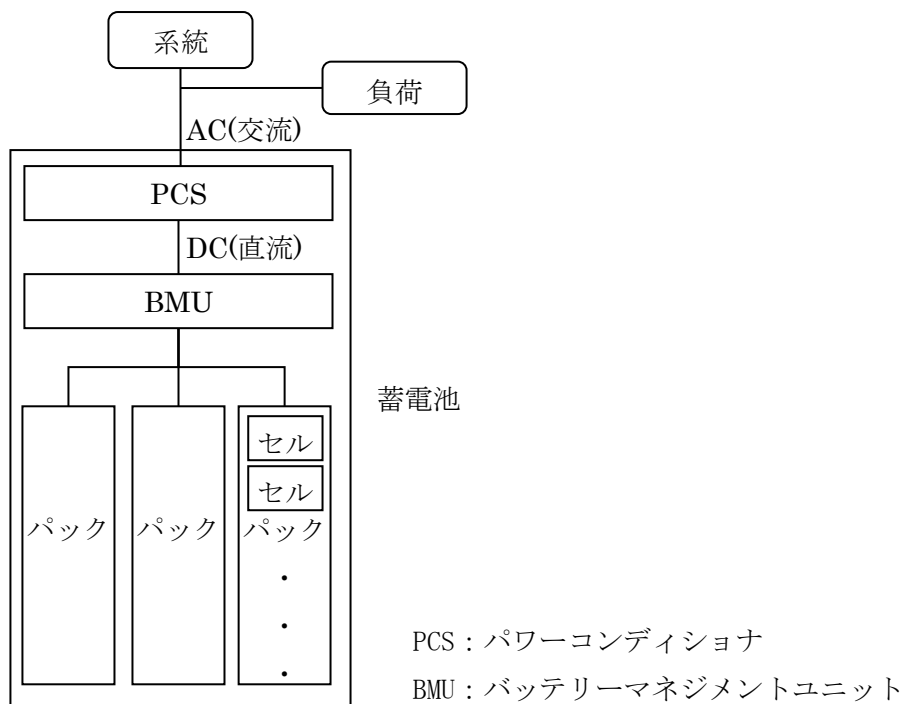 系統
負荷
AC(交流)
PCS
DC(直流)
BMU
蓄電池
セル
セル
パック
パック
パック
・
・
・
PCS：パワーコンディショナ
BMU：バッテリーマネジメントユニット